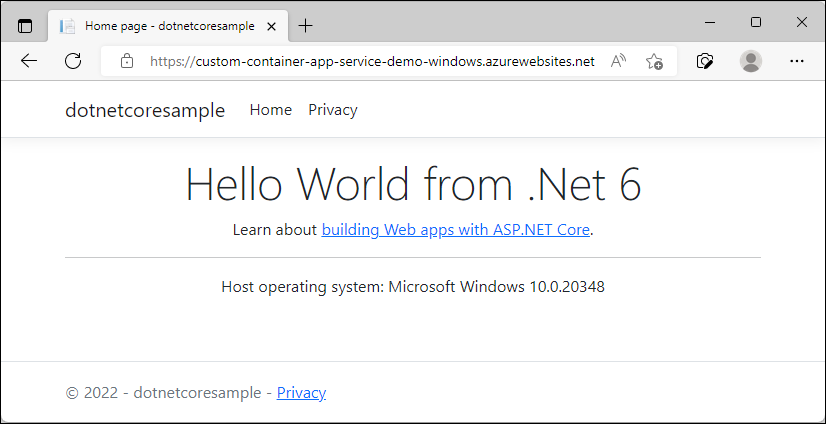 Home page - dotnetcoresample
https://custom-container-app-service-demo-windows.azurewebsites.net
dotnetcoresample Home Privacy
Hello World from .Net 6
Learn about building Web apps with ASP.NET Core.
Host operating system: Microsoft Windows 10.0.20348
© 2022 - dotnetcoresample - Privacy